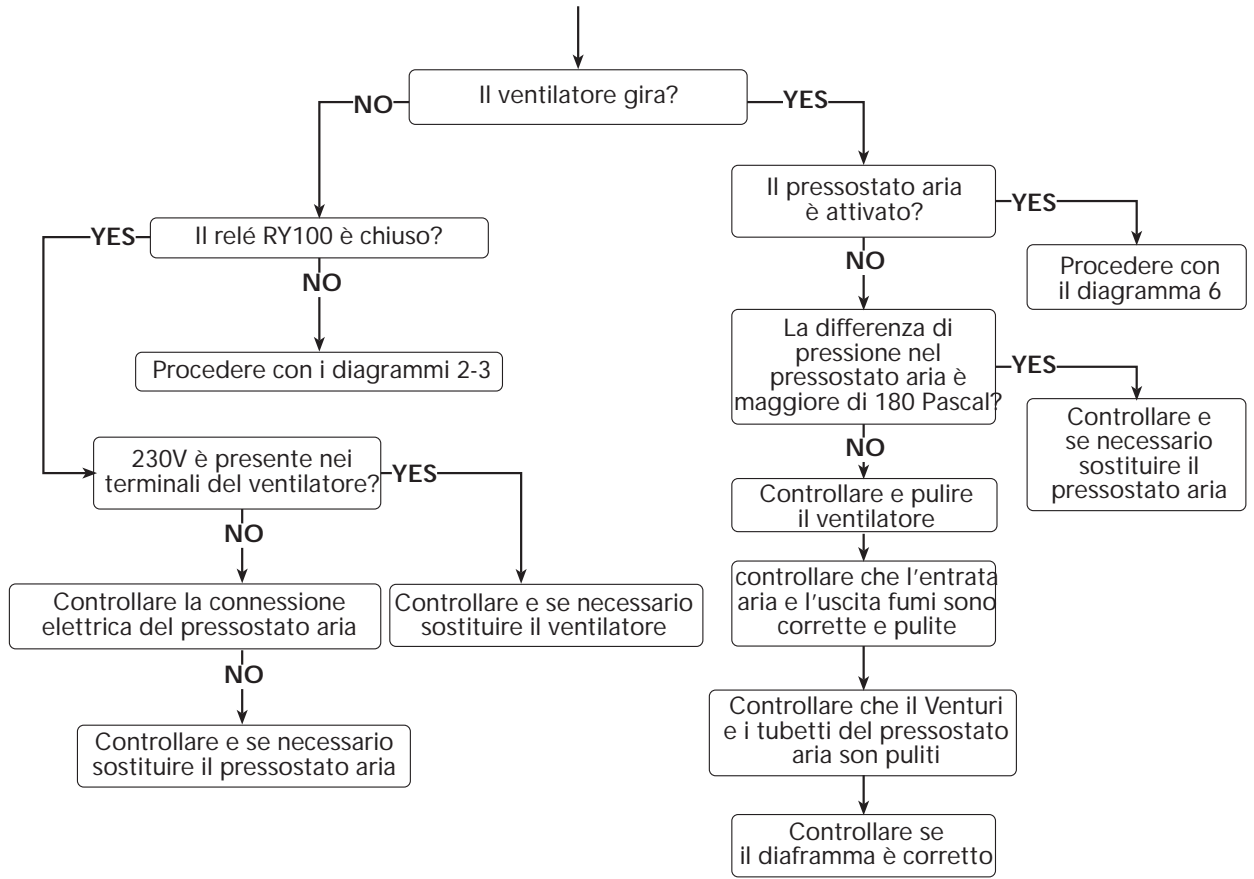 Il ventilatore gira?
NO
YES
Il pressostato aria
è attivato?
YES
YES
Il relé RY100 è chiuso?
NO
NO
Procedere con
il diagramma 6
La differenza di
pressione nel
pressostato aria è
maggiore di 180 Pascal?
YES
Procedere con i diagrammi 2-3
Controllare e
se necessario
sostituire il
pressostato aria
230V è presente nei
terminali del ventilatore?
YES
NO
Controllare e pulire
il ventilatore
NO
controllare che l'entrata
aria e l'uscita fumi sono
corrette e pulite
Controllare la connessione
elettrica del pressostato aria
Controllare e se necessario
sostituire il ventilatore
NO
Controllare che il Venturi
e i tubetti del pressostato
aria son puliti
Controllare e se necessario
sostituire il pressostato aria
Controllare se
il diaframma è corretto